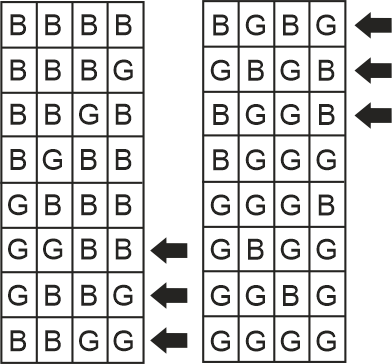 B B B B
B B B G
B B G B
B G B B
G B B B
G G B B
G B B G
B B G G
B G B G
G B G B
B G G B
B G G G
G G G B
G B G G
G G B G
G G G G